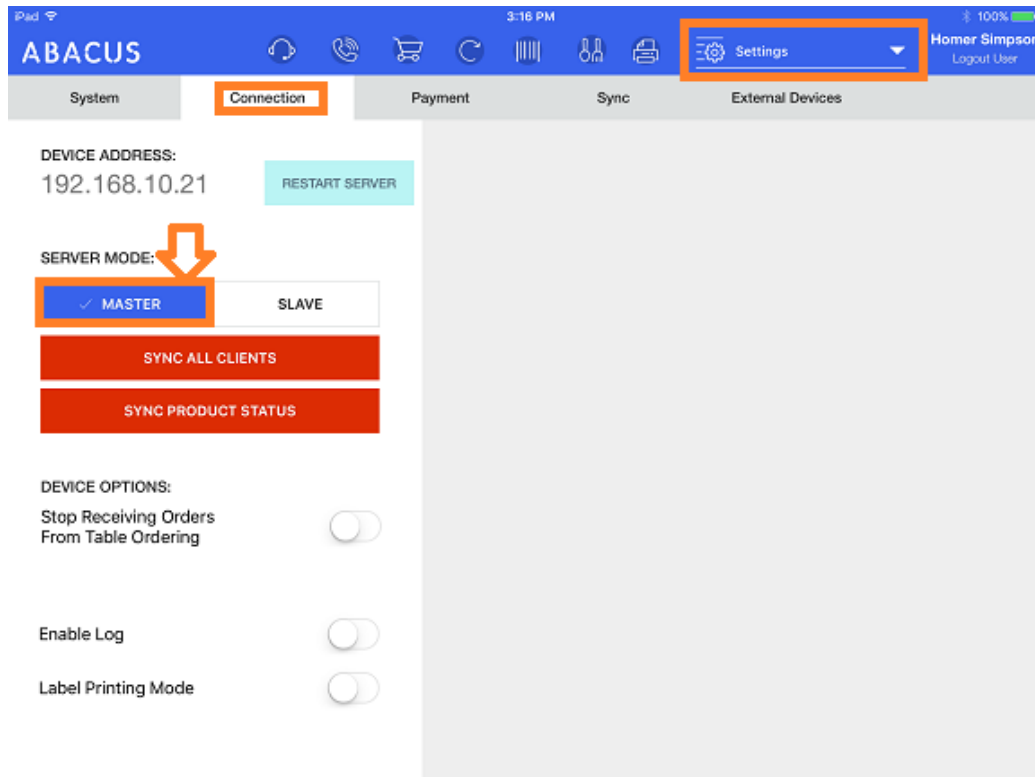 iPad 3:16 PM 100%
ABACUS Settings Homer Simpson
Logout User
System Connection Payment Sync External Devices
DEVICE ADDRESS:
192.168.10.21 RESTART SERVER
SERVER MODE:
MASTER SLAVE
SYNC ALL CLIENTS
SYNC PRODUCT STATUS
DEVICE OPTIONS:
Stop Receiving Orders
From Table Ordering
Enable Log
Label Printing Mode